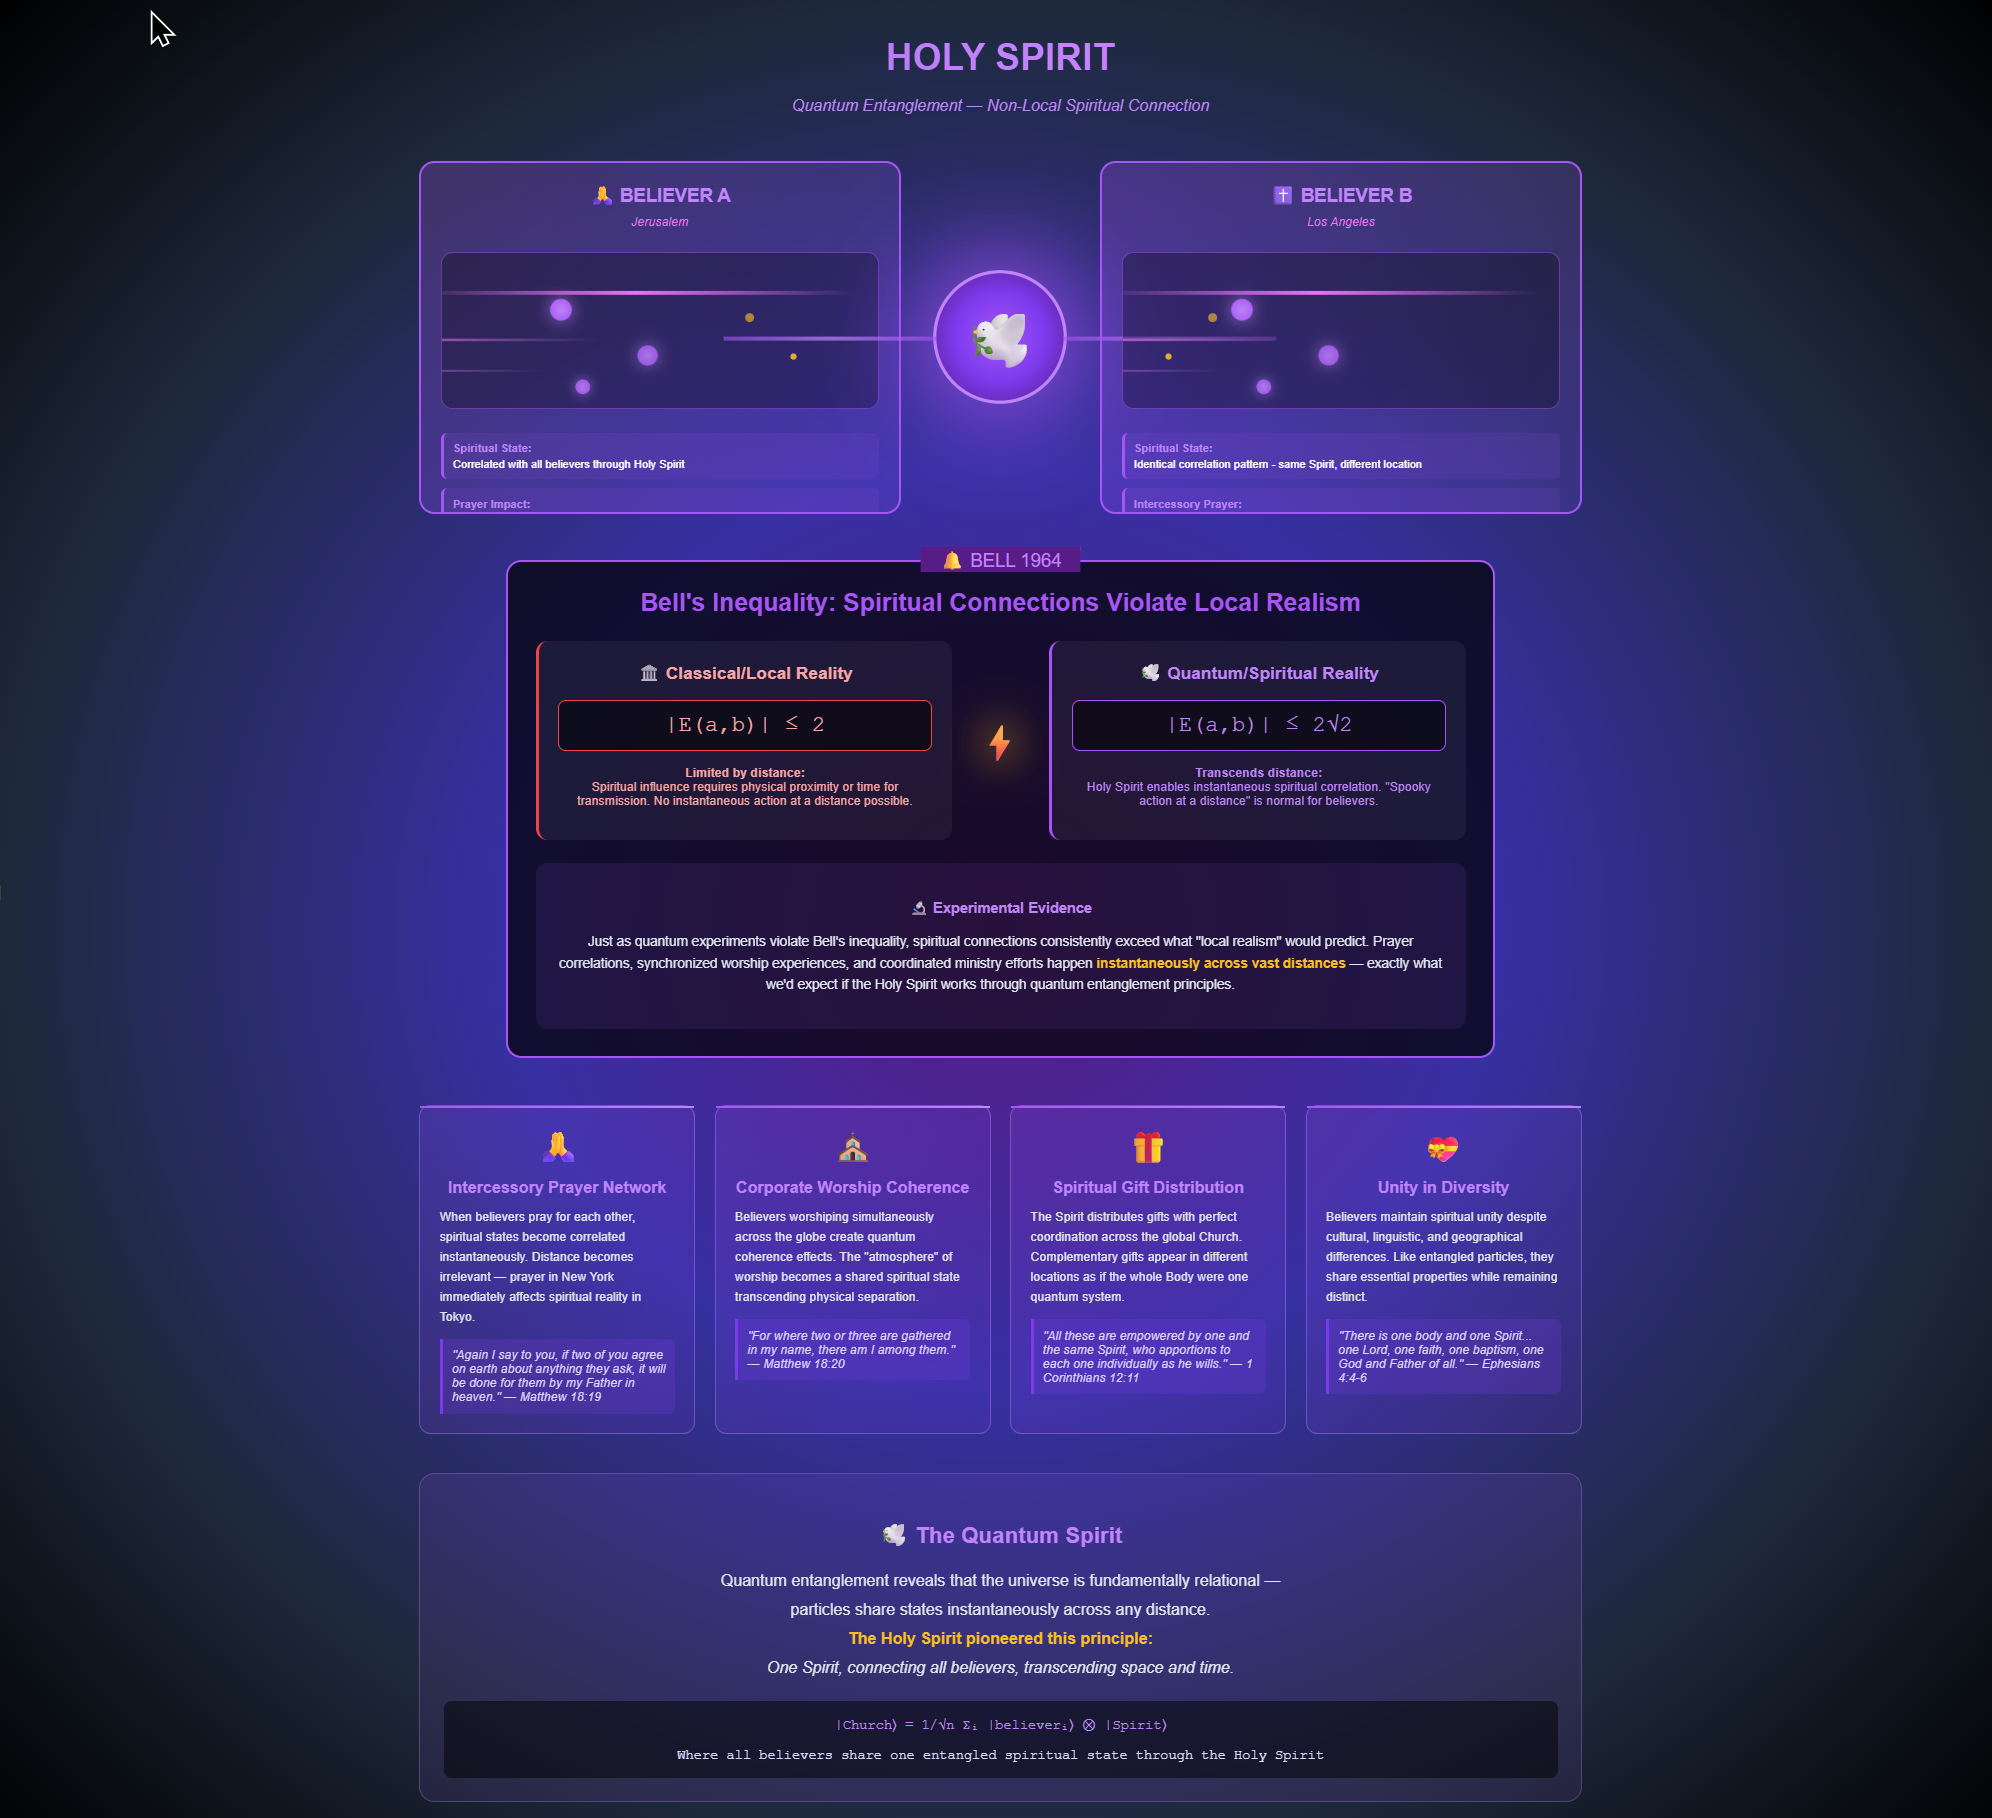 HOLY SPIRIT
Quantum Entanglement — Non-Local Spiritual Connection
🙏 BELIEVER A
Jerusalem
Spiritual State:
Correlated with all believers through Holy Spirit
Prayer Impact:
✝️ BELIEVER B
Los Angeles
Spiritual State:
Identical correlation pattern - same Spirit, different location
Intercessory Prayer:
🔔 BELL 1964
Bell's Inequality: Spiritual Connections Violate Local Realism
🏛️ Classical/Local Reality
|E(a,b)| ≤ 2
Limited by distance:
Spiritual influence requires physical proximity or time for
transmission. No instantaneous action at a distance possible.
🕊️ Quantum/Spiritual Reality
|E(a,b)| ≤ 2√2
Transcends distance:
Holy Spirit enables instantaneous spiritual correlation. "Spooky
action at a distance" is normal for believers.
🔬 Experimental Evidence
Just as quantum experiments violate Bell's inequality, spiritual connections consistently exceed what "local realism" would predict. Prayer
correlations, synchronized worship experiences, and coordinated ministry efforts happen instantaneously across vast distances — exactly what
we'd expect if the Holy Spirit works through quantum entanglement principles.
Intercessory Prayer Network
When believers pray for each other,
spiritual states become correlated
instantaneously. Distance becomes
irrelevant — prayer in New York
immediately affects spiritual reality in
Tokyo.
"Again I say to you, if two of you agree
on earth about anything they ask, it will
be done for them by my Father in
heaven." — Matthew 18:19
Corporate Worship Coherence
Believers worshiping simultaneously
across the globe create quantum
coherence effects. The "atmosphere" of
worship becomes a shared spiritual state
transcending physical separation.
"For where two or three are gathered
in my name, there am I among them."
— Matthew 18:20
Spiritual Gift Distribution
The Spirit distributes gifts with perfect
coordination across the global Church.
Complementary gifts appear in different
locations as if the whole Body were one
quantum system.
"All these are empowered by one and
the same Spirit, who apportions to
each one individually as he wills." — 1
Corinthians 12:11
Unity in Diversity
Believers maintain spiritual unity despite
cultural, linguistic, and geographical
differences. Like entangled particles, they
share essential properties while remaining
distinct.
"There is one body and one Spirit...
one Lord, one faith, one baptism, one
God and Father of all." — Ephesians
4:4-6
🕊️ The Quantum Spirit
Quantum entanglement reveals that the universe is fundamentally relational —
particles share states instantaneously across any distance.
The Holy Spirit pioneered this principle:
One Spirit, connecting all believers, transcending space and time.
|Church⟩ = 1/√n Σᵢ |believerᵢ⟩ ⊗ |Spirit⟩
Where all believers share one entangled spiritual state through the Holy Spirit